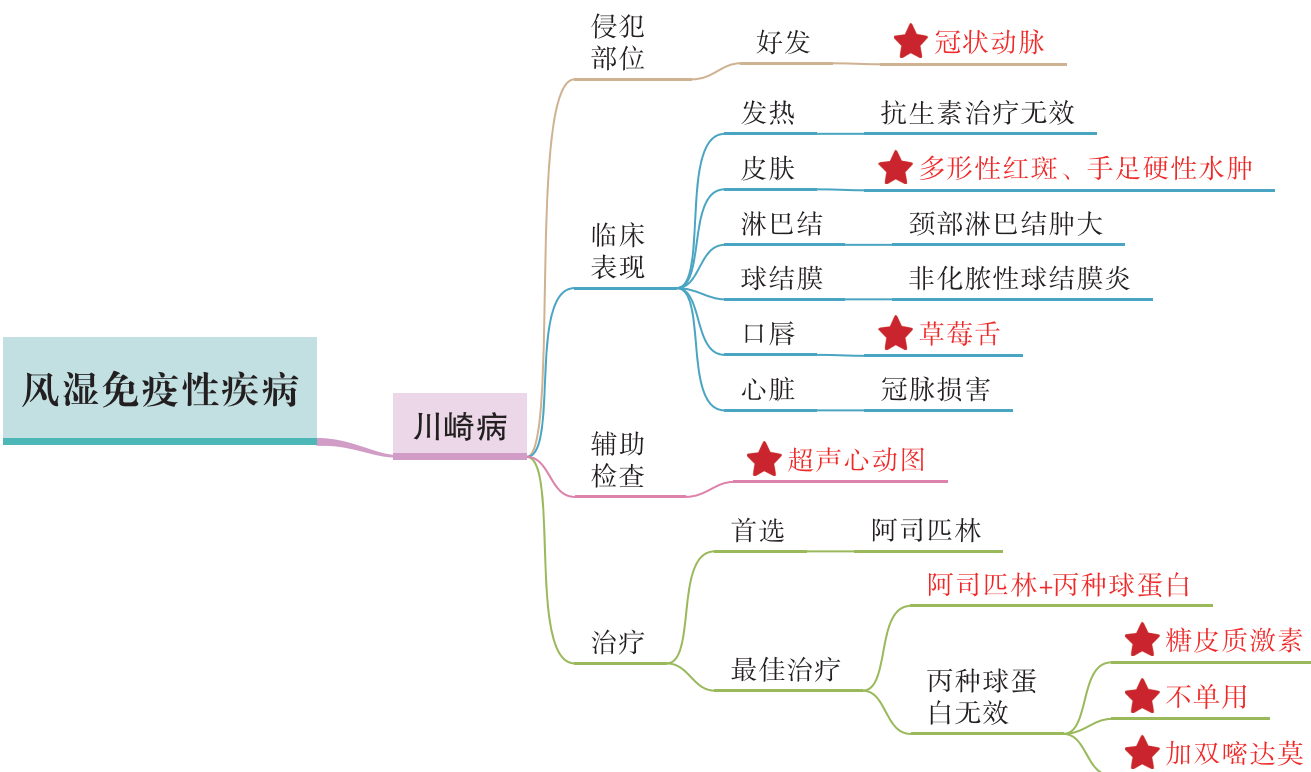 风湿免疫性疾病
川崎病
侵犯
部位
好发
冠状动脉
临床
表现
发热
抗生素治疗无效
皮肤
多形性红斑、手足硬性水肿
淋巴结
颈部淋巴结肿大
球结膜
非化脓性球结膜炎
口唇
草莓舌
心脏
冠脉损害
辅助
检查
超声心动图
治疗
首选
阿司匹林
最佳治疗
阿司匹林+丙种球蛋白
丙种球蛋
白无效
糖皮质激素
不单用
加双嘧达莫